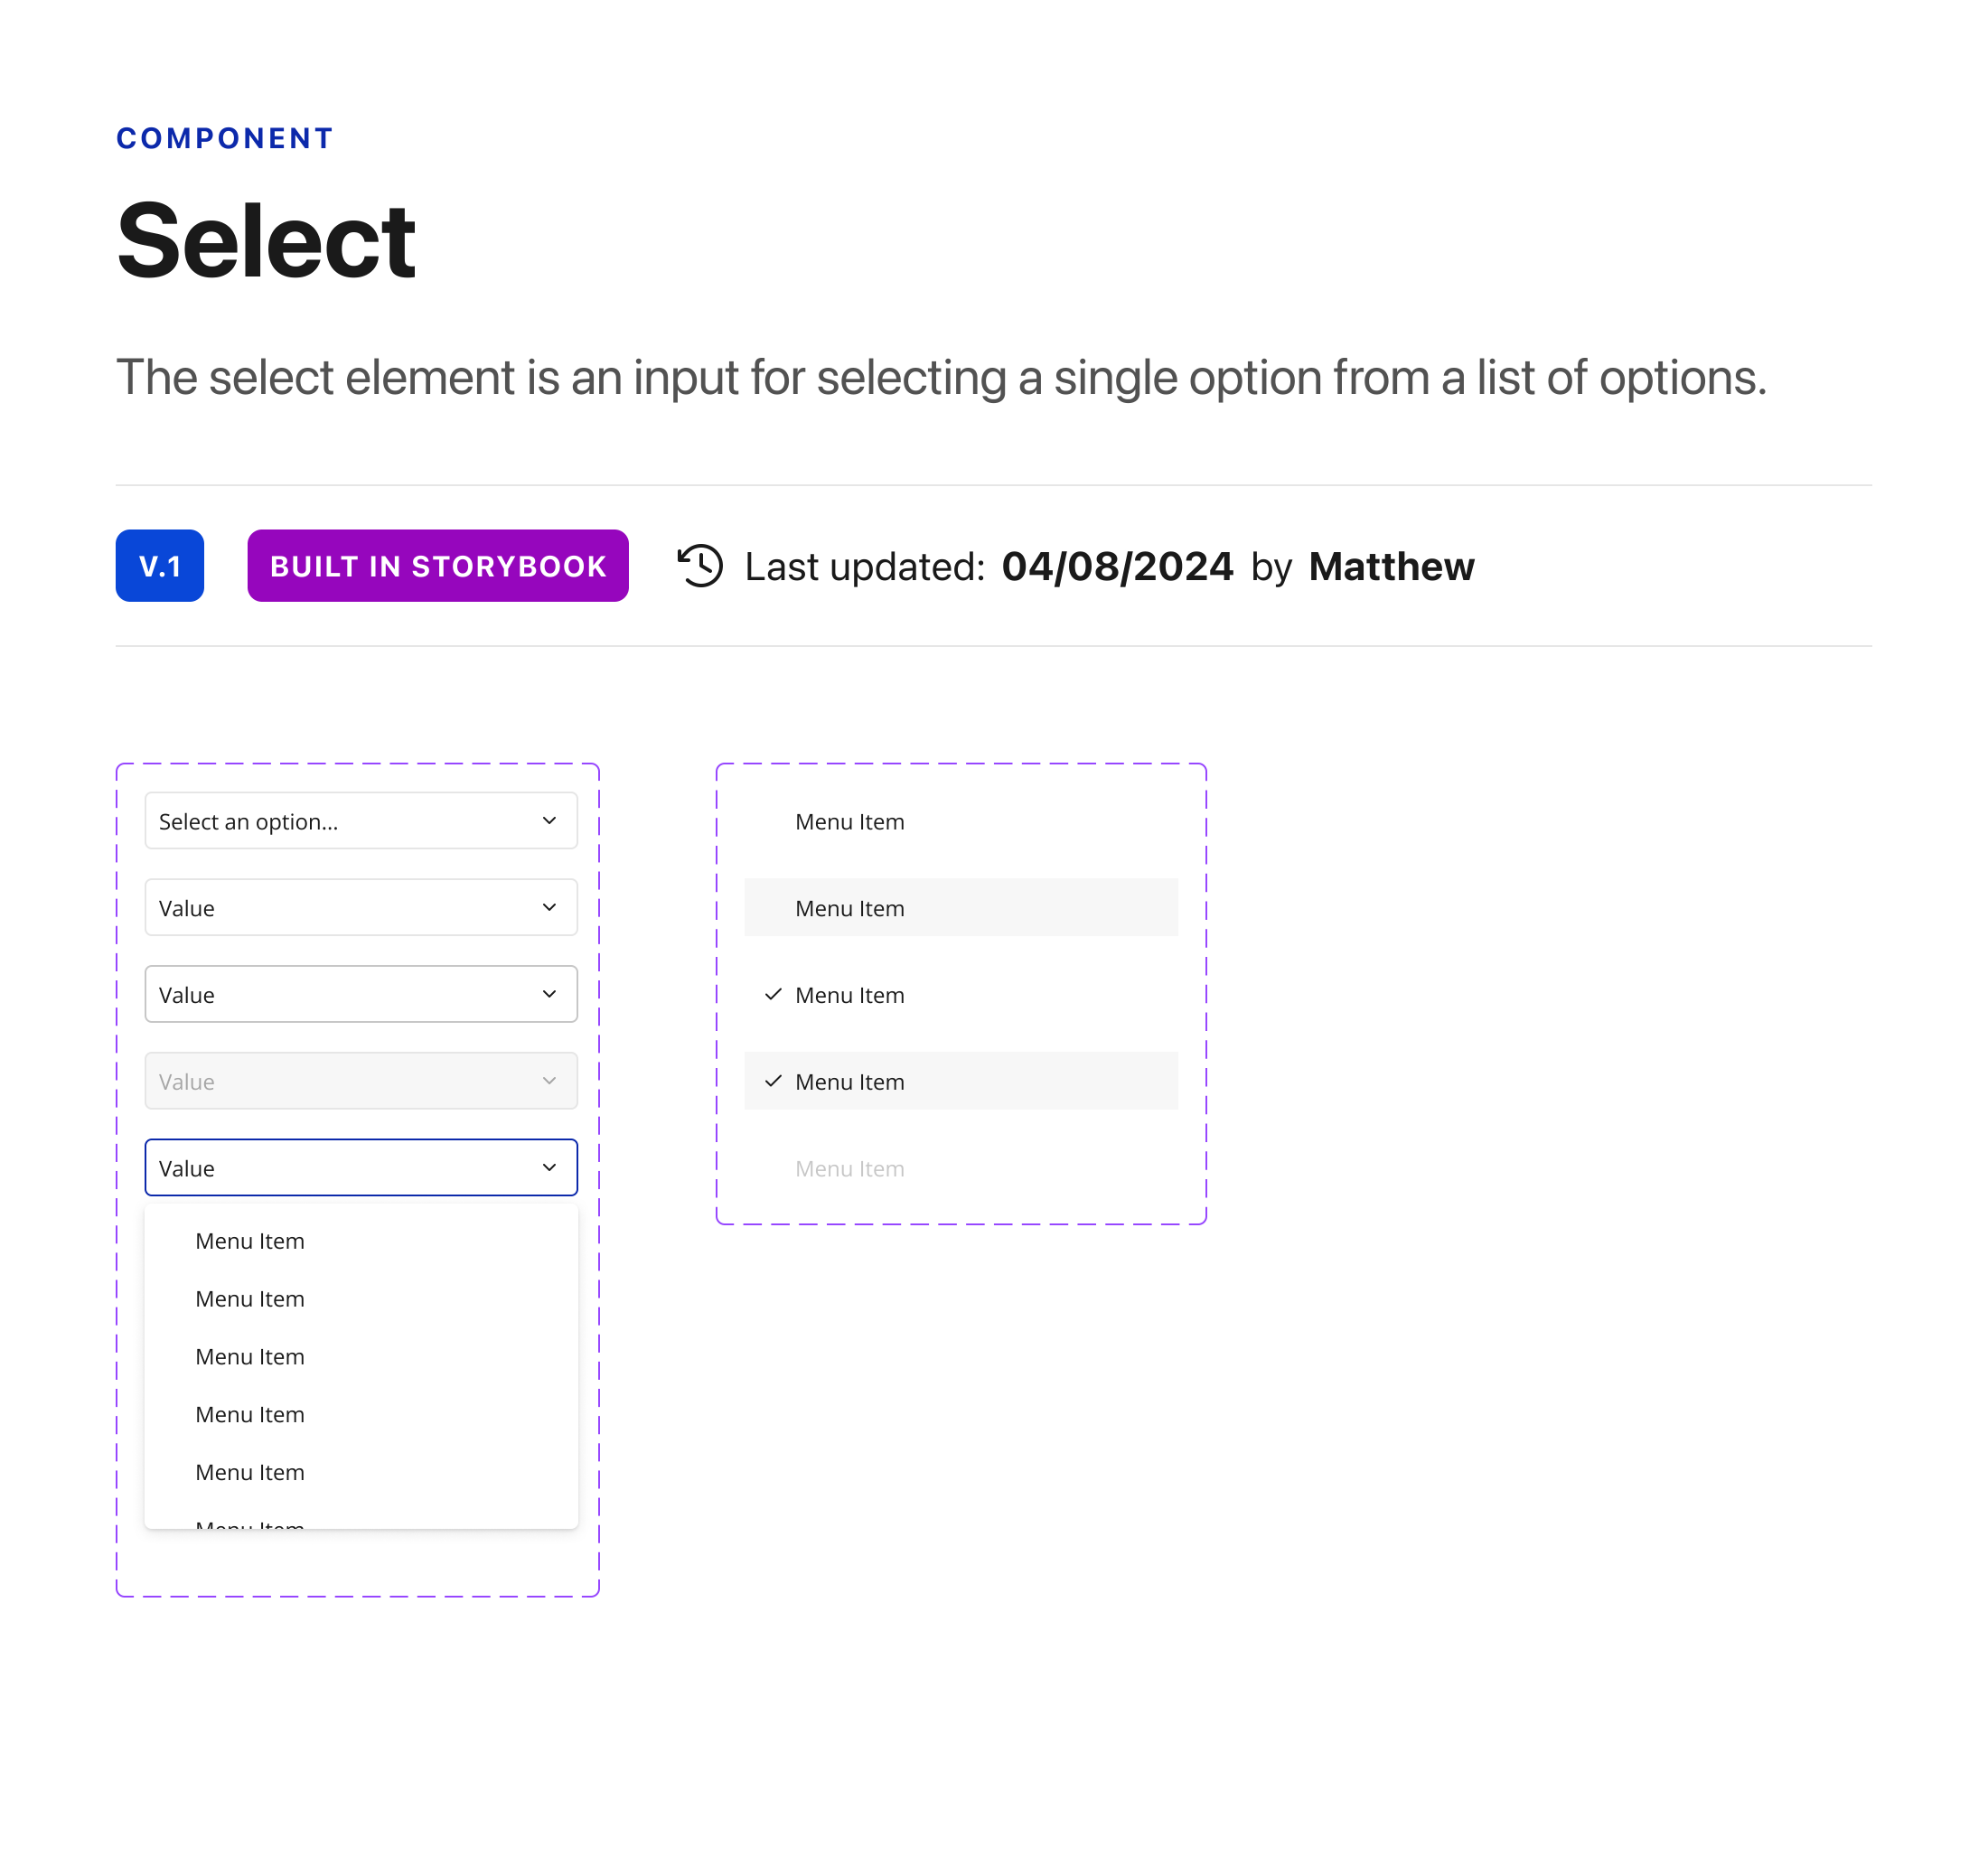 COMPONENT
Select
The select element is an input for selecting a single option from a list of options.
V.1
BUILT IN STORYBOOK
Last updated: 04/08/2024 by Matthew
Select an option...
Value
Value
Value
Value
Menu Item
Menu Item
Menu Item
Menu Item
Menu Item
Menu Item
Menu Item
Menu Item
Menu Item
Menu Item
Menu Item